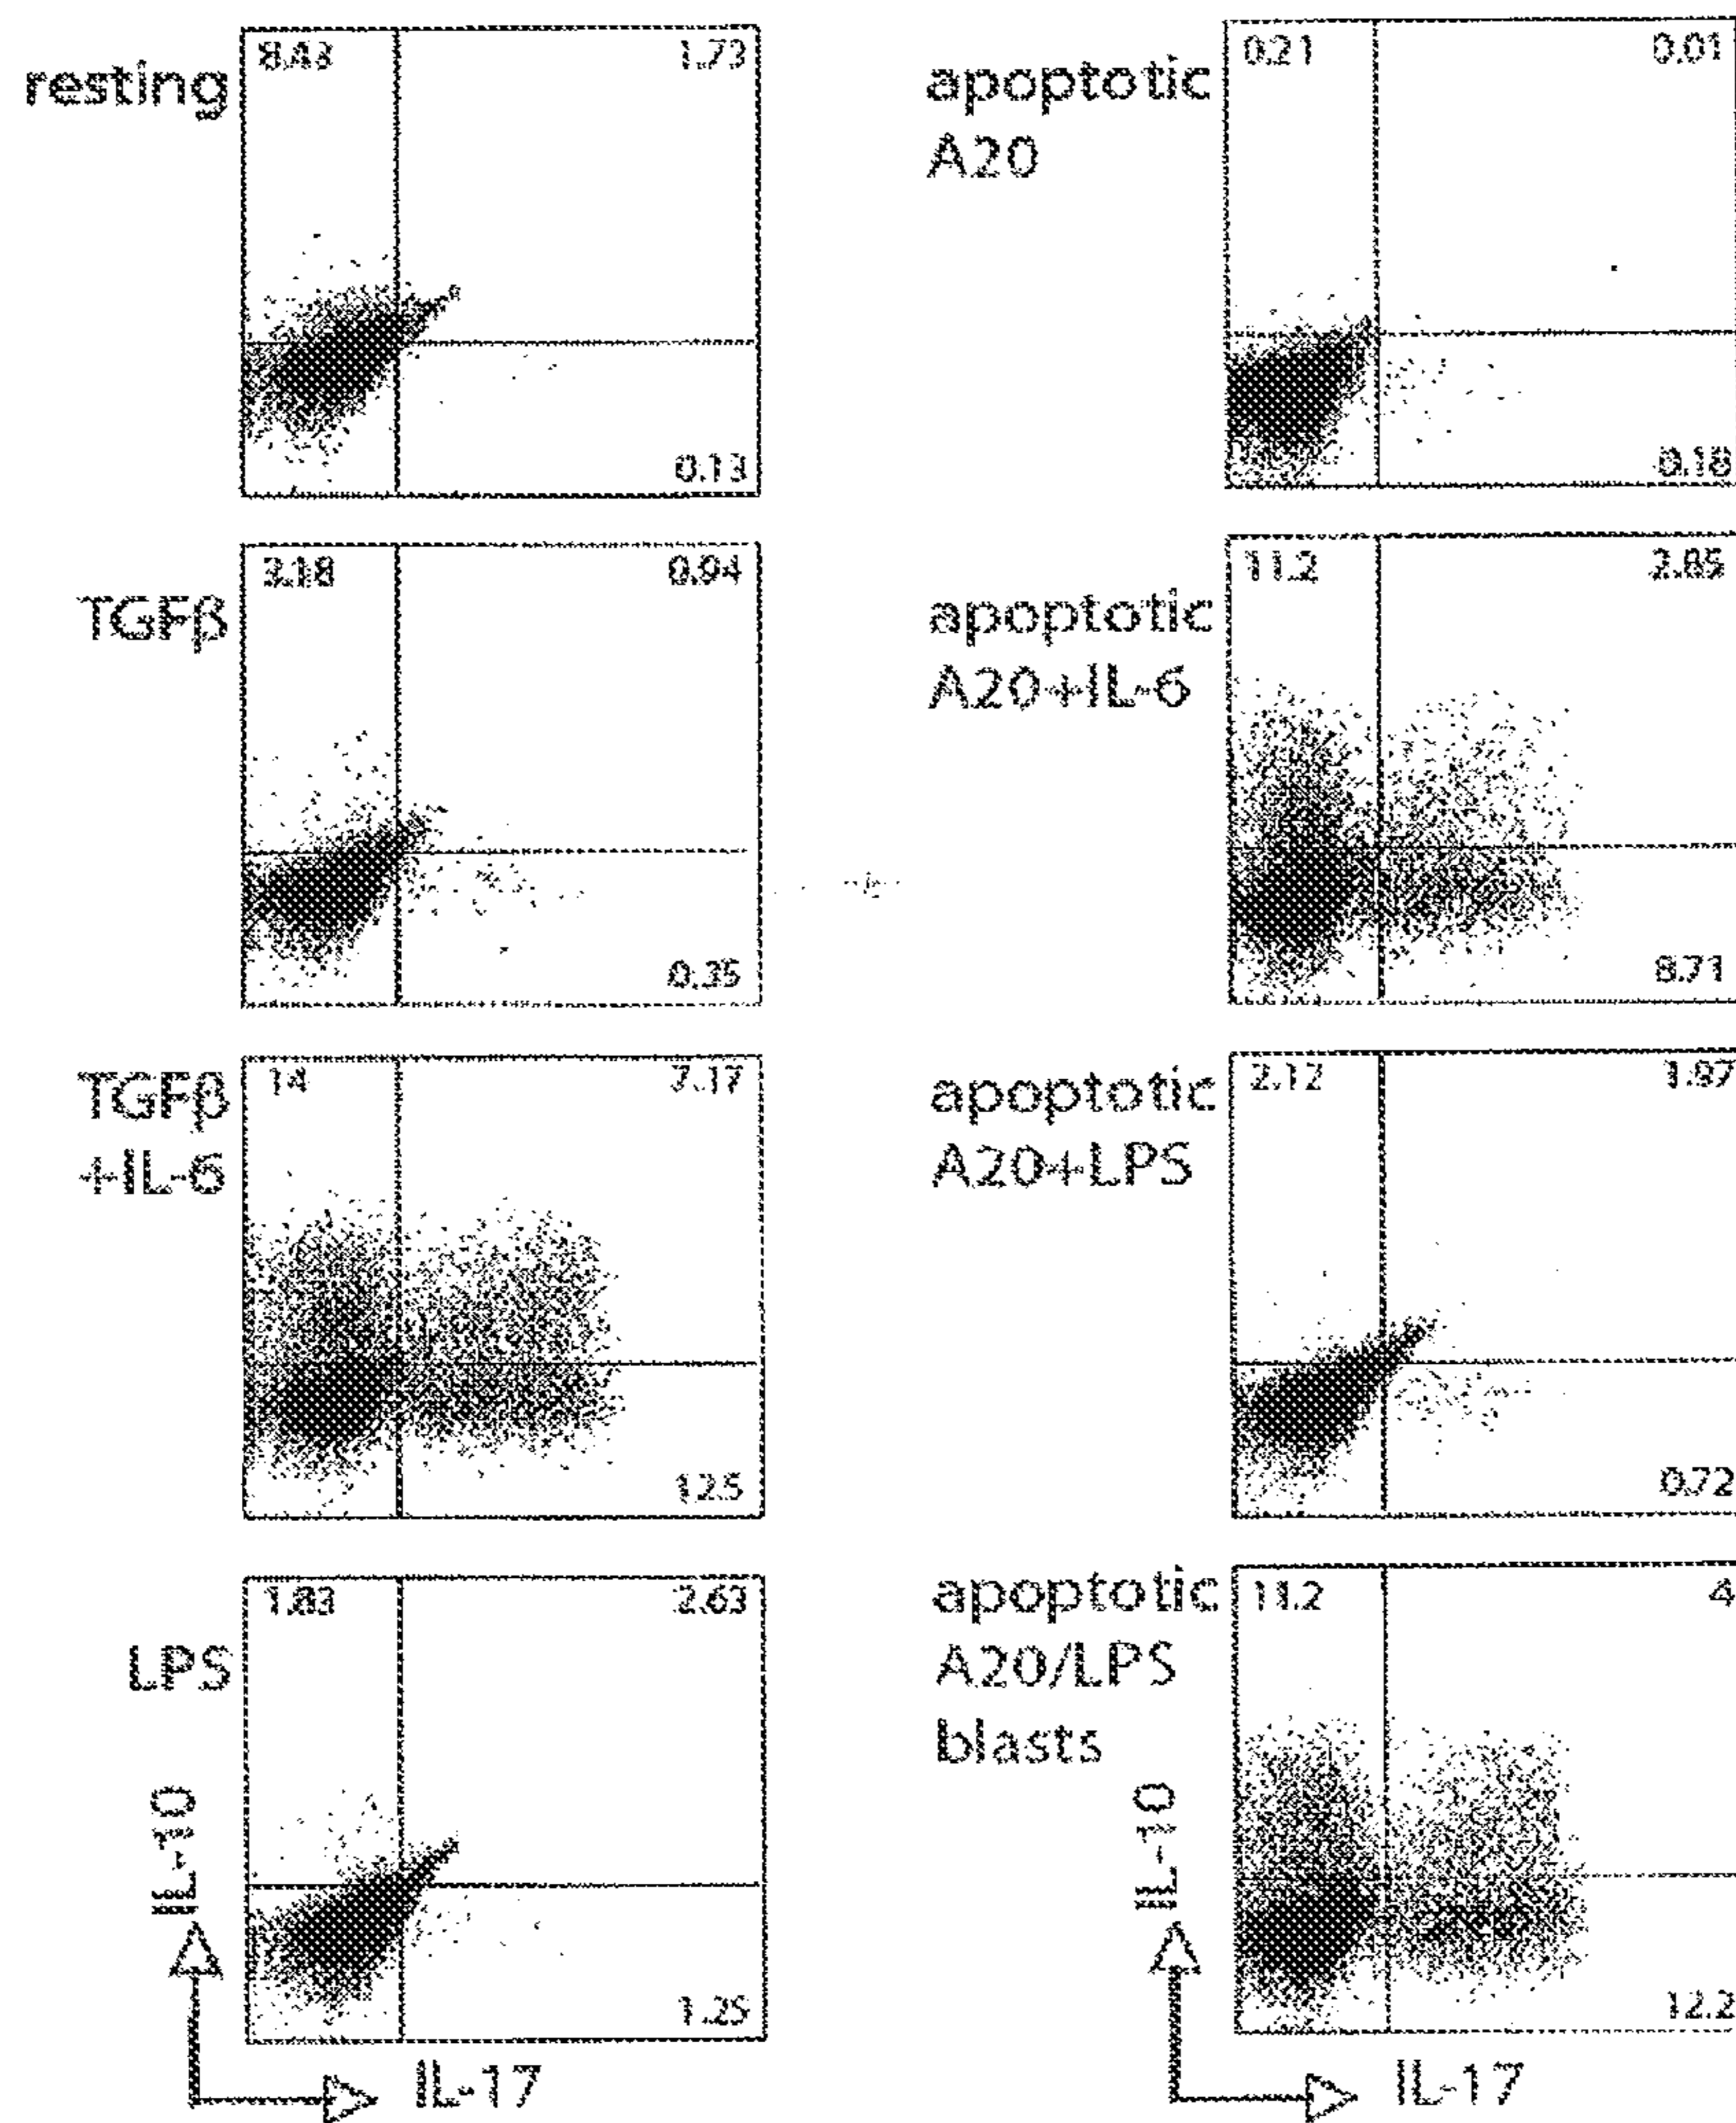 resting
8.43 1.73
0.13
TGFβ
3.18 0.94
0.35
TGFβ
+IL-6
14 7.17
12.5
LPS
1.83 2.63
1.25
IL-10
IL-17
apoptotic
A20
0.21 0.01
0.18
apoptotic
A20+IL-6
11.2 2.85
8.71
apoptotic
A20+LPS
2.12 1.97
0.72
apoptotic
A20/LPS
blasts
11.2 4
12.2
IL-10
IL-17